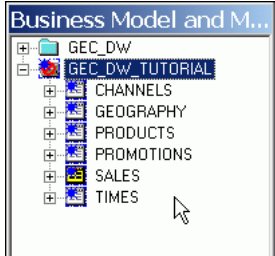 Business Model and M...
GEC_DW
GEC_DW_TUTORIAL
CHANNELS
GEOGRAPHY
PRODUCTS
PROMOTIONS
SALES
TIMES